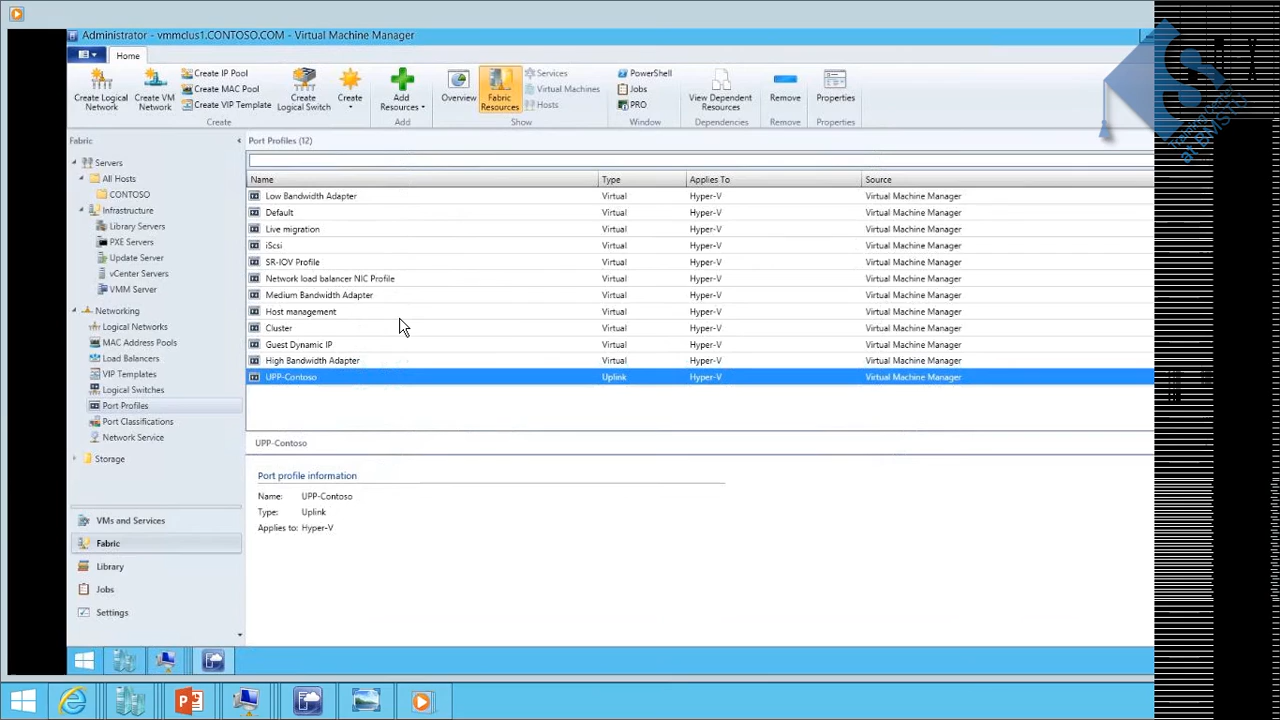 Administrator - vmmclus1.CONTOSO.COM - Virtual Machine Manager
Home
Create Logical Network
Create VM Network
Create IP Pool
Create MAC Pool
Create VIP Template
Create Logical Switch
Create
Create
Add Resources
Add
Fabric Resources
Services
Machines
Hosts
PowerShell
Jobs
PRO
Window
View Dependent Resources
Dependencies
Properties
Properties
Fabric
Servers
All Hosts
CONTOSO
Infrastructure
Library Servers
PXE Servers
Update Server
vCenter Servers
VMM Server
Networking
Logical Networks
MAC Address Pools
Load Balancers
VIP Templates
Logical Switches
Port Profiles
Port Classifications
Network Service
Storage
VMs and Services
Fabric
Library
Jobs
Settings
Port Profiles (12)
Name Type Applies To Source
Low Bandwidth Adapter Virtual Hyper-V Virtual Machine Manager
Default Virtual Hyper-V Virtual Machine Manager
Live migration Virtual Hyper-V Virtual Machine Manager
iScsi Virtual Hyper-V Virtual Machine Manager
SR-IOV Profile Virtual Hyper-V Virtual Machine Manager
Network load balancer NIC Profile Virtual Hyper-V Virtual Machine Manager
Medium Bandwidth Adapter Virtual Hyper-V Virtual Machine Manager
Host management Virtual Hyper-V Virtual Machine Manager
Cluster Virtual Hyper-V Virtual Machine Manager
Guest Dynamic IP Virtual Hyper-V Virtual Machine Manager
High Bandwidth Adapter Virtual Hyper-V Virtual Machine Manager
UPP-Contoso Uplink Hyper-V Virtual Machine Manager
UPP-Contoso
Port profile information
Name: UPP-Contoso
Type: Uplink
Applies to: Hyper-V
Training Center
at BMSTU